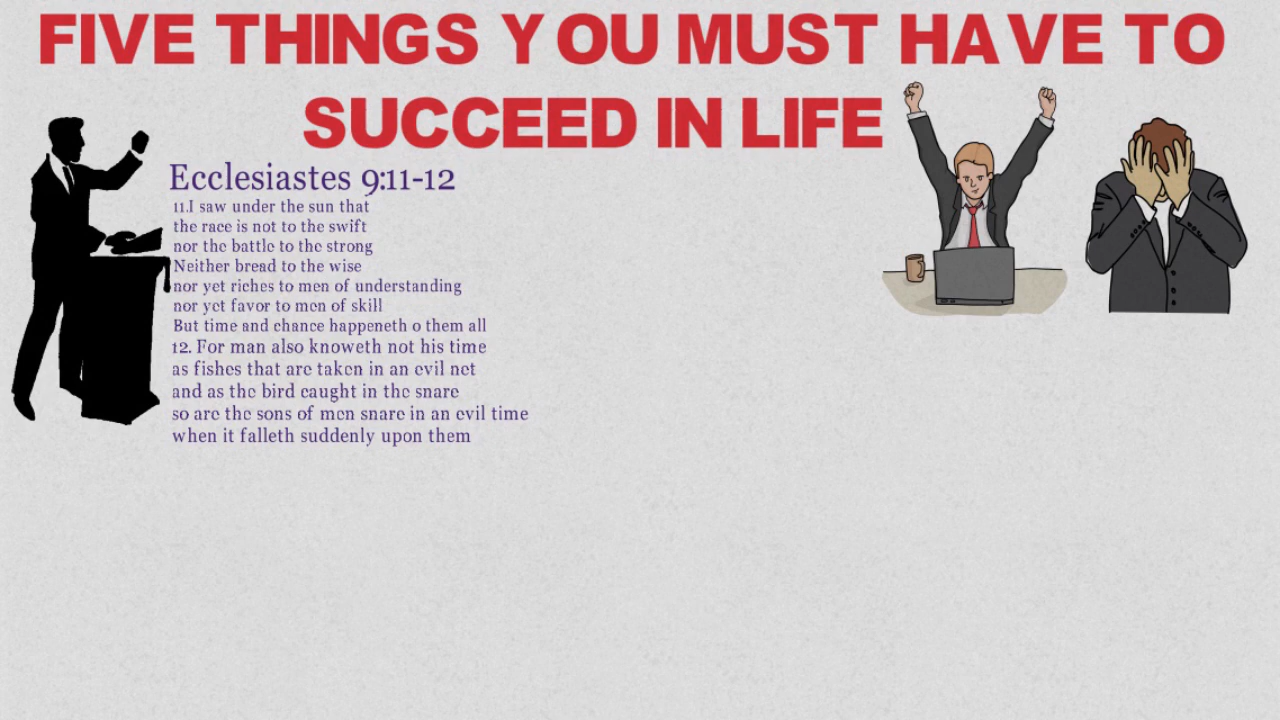 FIVE THINGS YOU MUST HAVE TO
SUCCEED IN LIFE
Ecclesiastes 9:11-12
11.I saw under the sun that
the race is not to the swift
nor the battle to the strong
Neither bread to the wise
nor yet riches to men of understanding
nor yet favor to men of skill
But time and chance happeneth o them all
12. For man also knoweth not his time
as fishes that are taken in an evil net
and as the bird caught in the snare
so are the sons of men snare in an evil time
when it falleth suddenly upon them